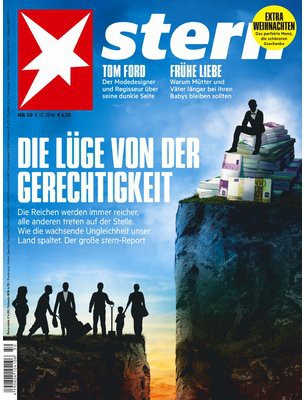 stern
EXTRA
WEIHNACHTEN
Das perfekte Menü,
die schönsten
Geschenke
TOM FORD
Der Modedesigner
und Regisseur über
seine dunkle Seite
FRÜHE LIEBE
Warum Mütter und
Väter länger bei ihren
Babys bleiben sollten
DIE LÜGE VON DER
GERECHTIGKEIT
Die Reichen werden immer reicher,
alle anderen treten auf der Stelle.
Wie die wachsende Ungleichheit unser
Land spaltet. Der große stern-Report